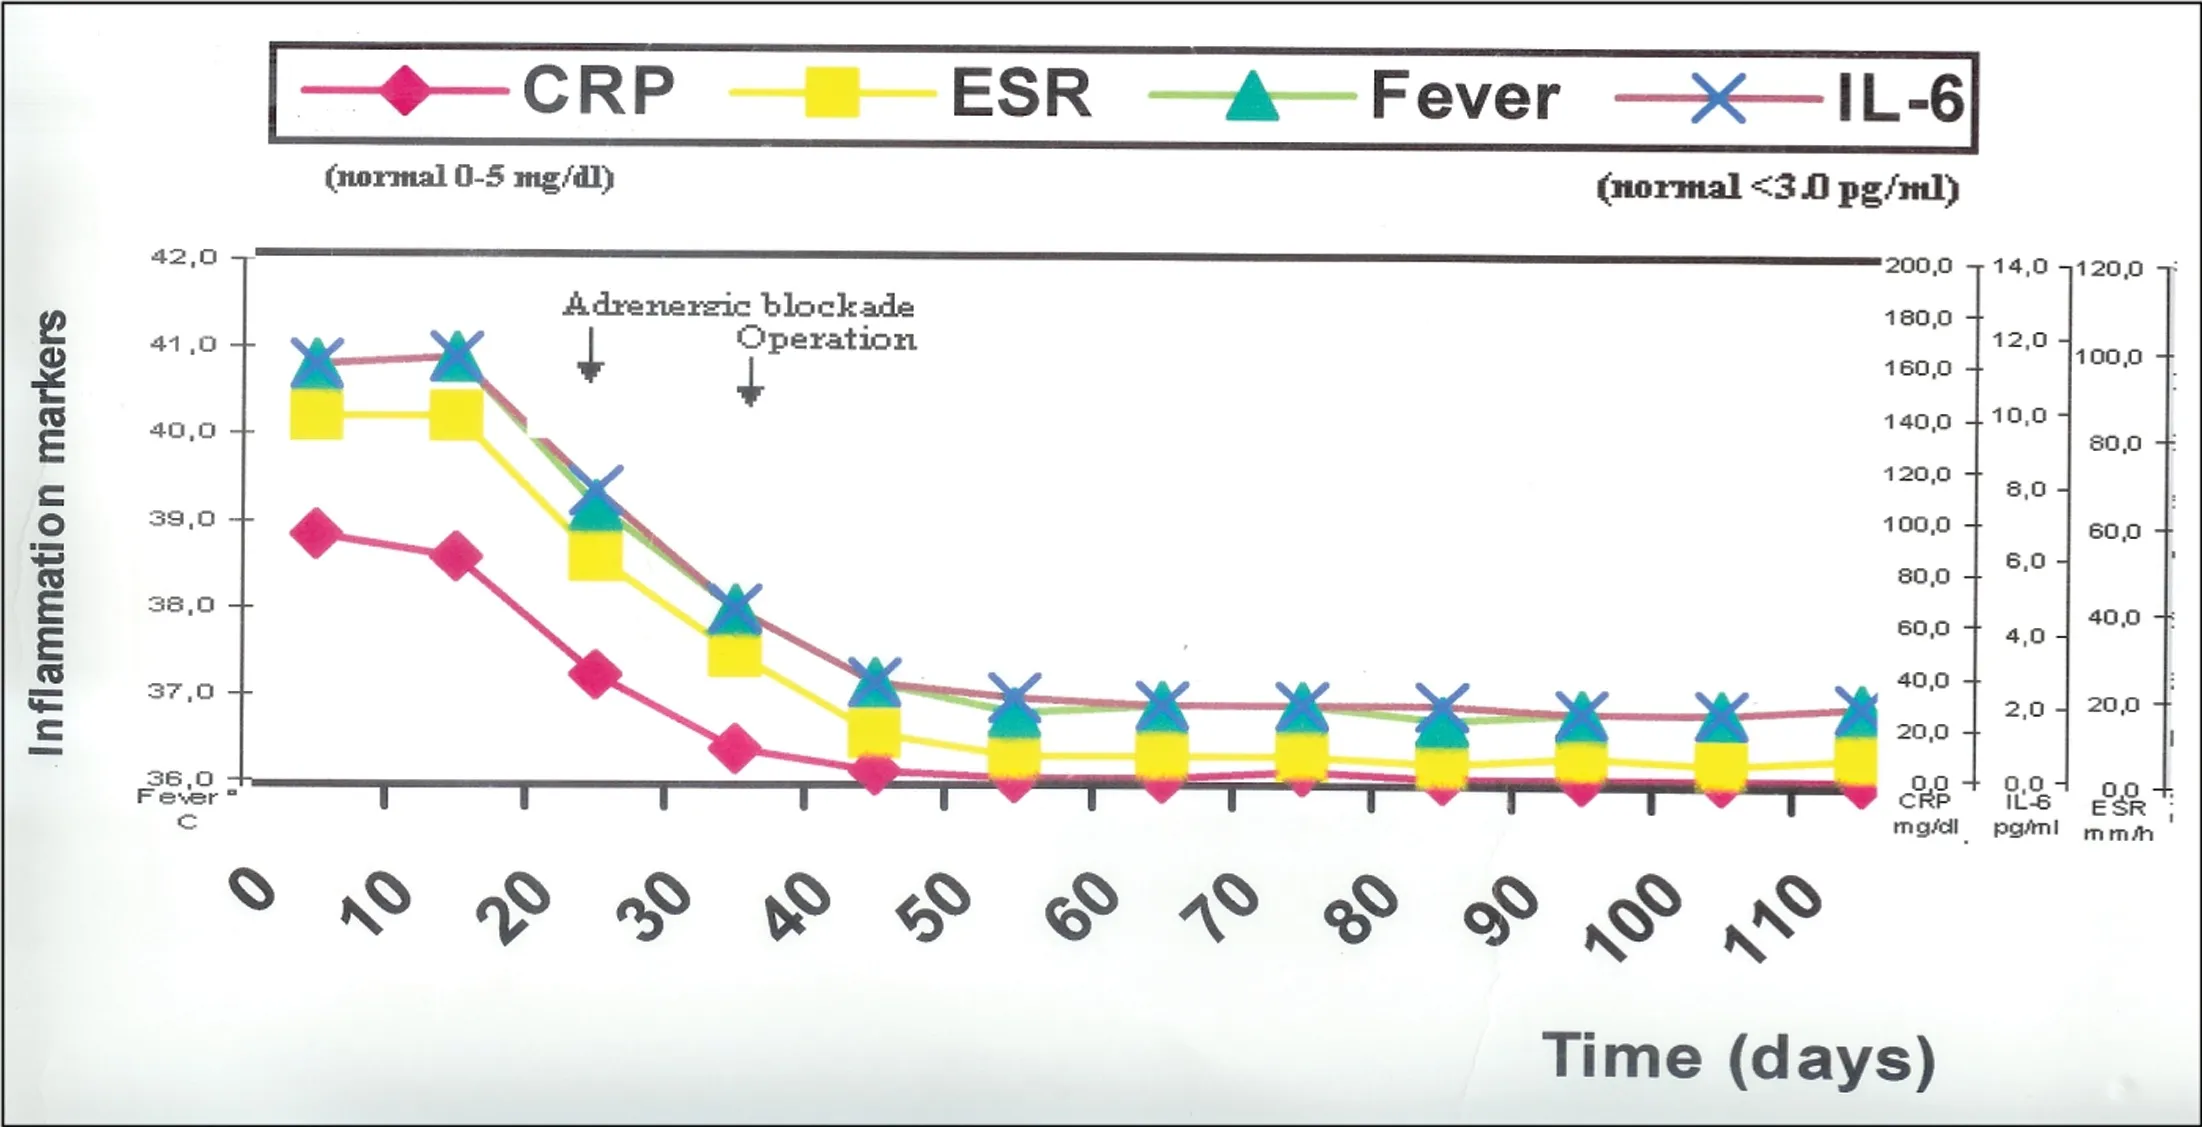 CRP ESR Fever IL-6
(normal 0-5 mg/dl) (normal <3.0 pg/ml)
Inflammation markers
42,0
41,0
40,0
39,0
38,0
37,0
36,0
Fever °
C
Adrenergic blockade
Operation
200,0
180,0
160,0
140,0
120,0
100,0
80,0
60,0
40,0
20,0
0,0
CRP
mg/dl
14,0
12,0
10,0
8,0
6,0
4,0
2,0
0,0
IL-6
pg/ml
120,0
100,0
80,0
60,0
40,0
20,0
0,0
ESR
mm/h
0 10 20 30 40 50 60 70 80 90 100 110
Time (days)